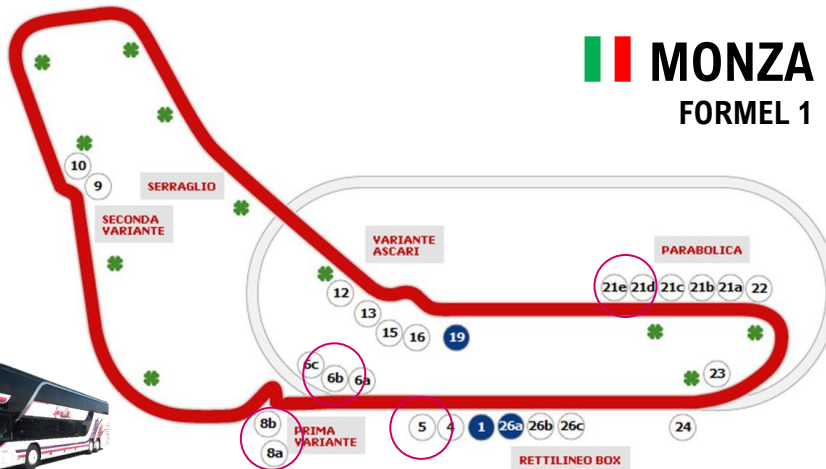 MONZA
FORMEL 1
10
9
SERRAGLIO
SECONDA
VARIANTE
VARIANTE
ASCARI
PARABOLICA
21e 21d 21c 21b 21a 22
12
13
15 16 19
6c
6b 6a
23
8b
8a
PRIMA
VARIANTE
5 4 1 26a 26b 26c
24
RETTILINEO BOX